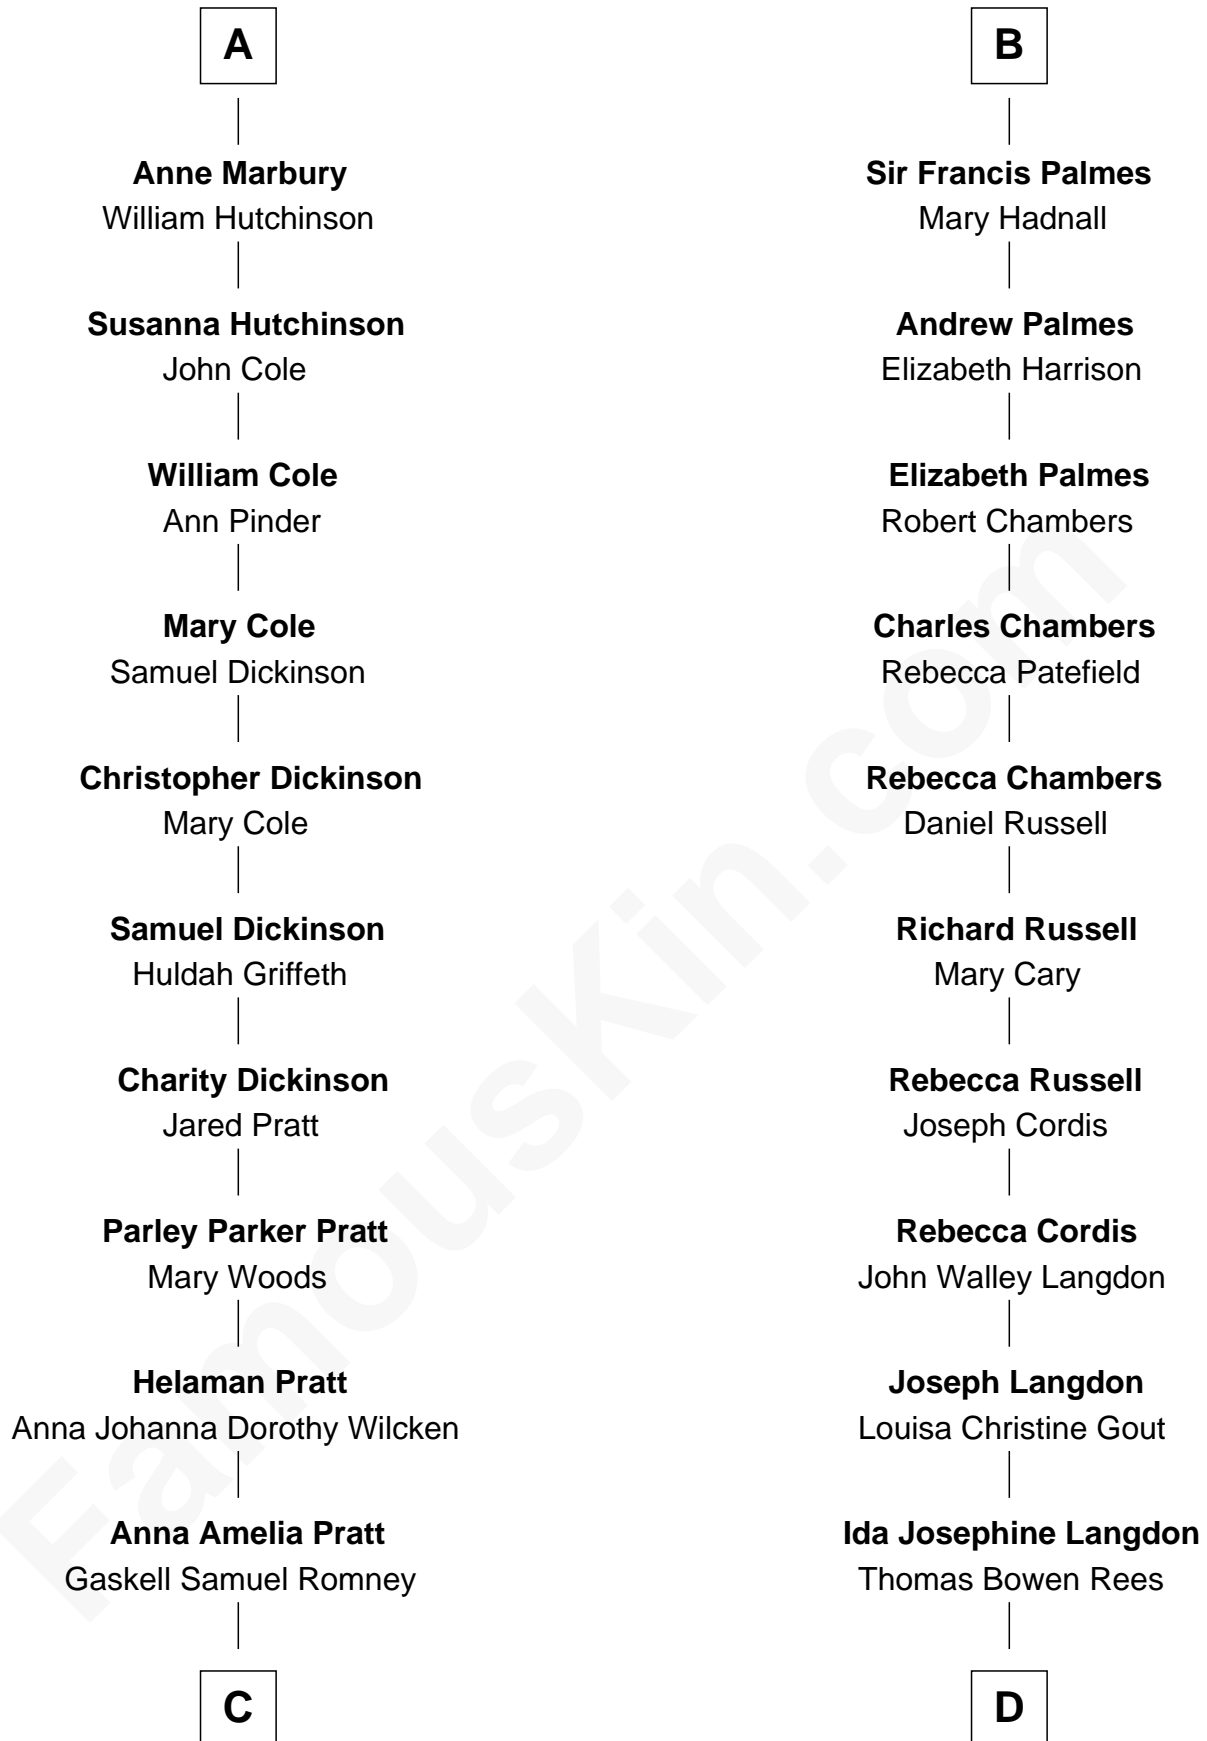 A
Anne Marbury
William Hutchinson
Susanna Hutchinson
John Cole
William Cole
Ann Pinder
Mary Cole
Samuel Dickinson
Christopher Dickinson
Mary Cole
Samuel Dickinson
Huldah Griffeth
Charity Dickinson
Jared Pratt
Parley Parker Pratt
Mary Woods
Helaman Pratt
Anna Johanna Dorothy Wilcken
Anna Amelia Pratt
Gaskell Samuel Romney
C
B
Sir Francis Palmes
Mary Hadnall
Andrew Palmes
Elizabeth Harrison
Elizabeth Palmes
Robert Chambers
Charles Chambers
Rebecca Patefield
Rebecca Chambers
Daniel Russell
Richard Russell
Mary Cary
Rebecca Russell
Joseph Cordis
Rebecca Cordis
John Walley Langdon
Joseph Langdon
Louisa Christine Gout
Ida Josephine Langdon
Thomas Bowen Rees
D
FamousKin.com